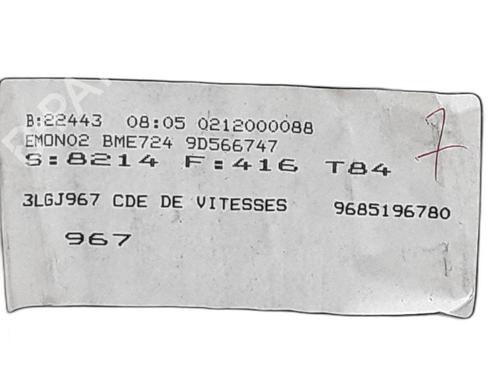 B:22443 08:05 0212000088
EMON02 BME724 9D566747
S:8214 F:416 T84
3LGJ967 CDE DE VITESSES 9685196780
967
7